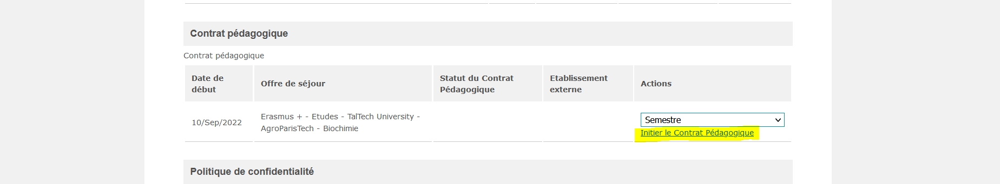 Contrat pédagogique
Contrat pédagogique
Date de
début
Offre de séjour
Statut du Contrat
Pédagogique
Etablissement
externe
Actions
10/Sep/2022
Erasmus + - Etudes - TalTech University -
AgroParisTech - Biochimie
Semestre
Initier le Contrat Pédagogique
Politique de confidentialité